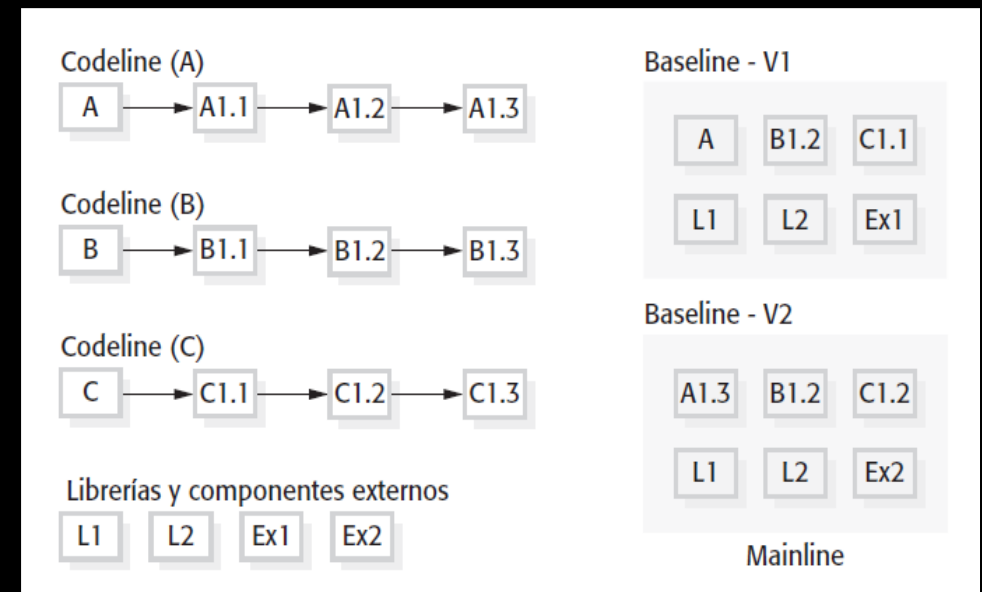 Codeline (A)
A A1.1 A1.2 A1.3
Codeline (B)
B B1.1 B1.2 B1.3
Codeline (C)
C C1.1 C1.2 C1.3
Librerías y componentes externos
L1 L2 Ex1 Ex2
Baseline - V1
A B1.2 C1.1
L1 L2 Ex1
Baseline - V2
A1.3 B1.2 C1.2
L1 L2 Ex2
Mainline